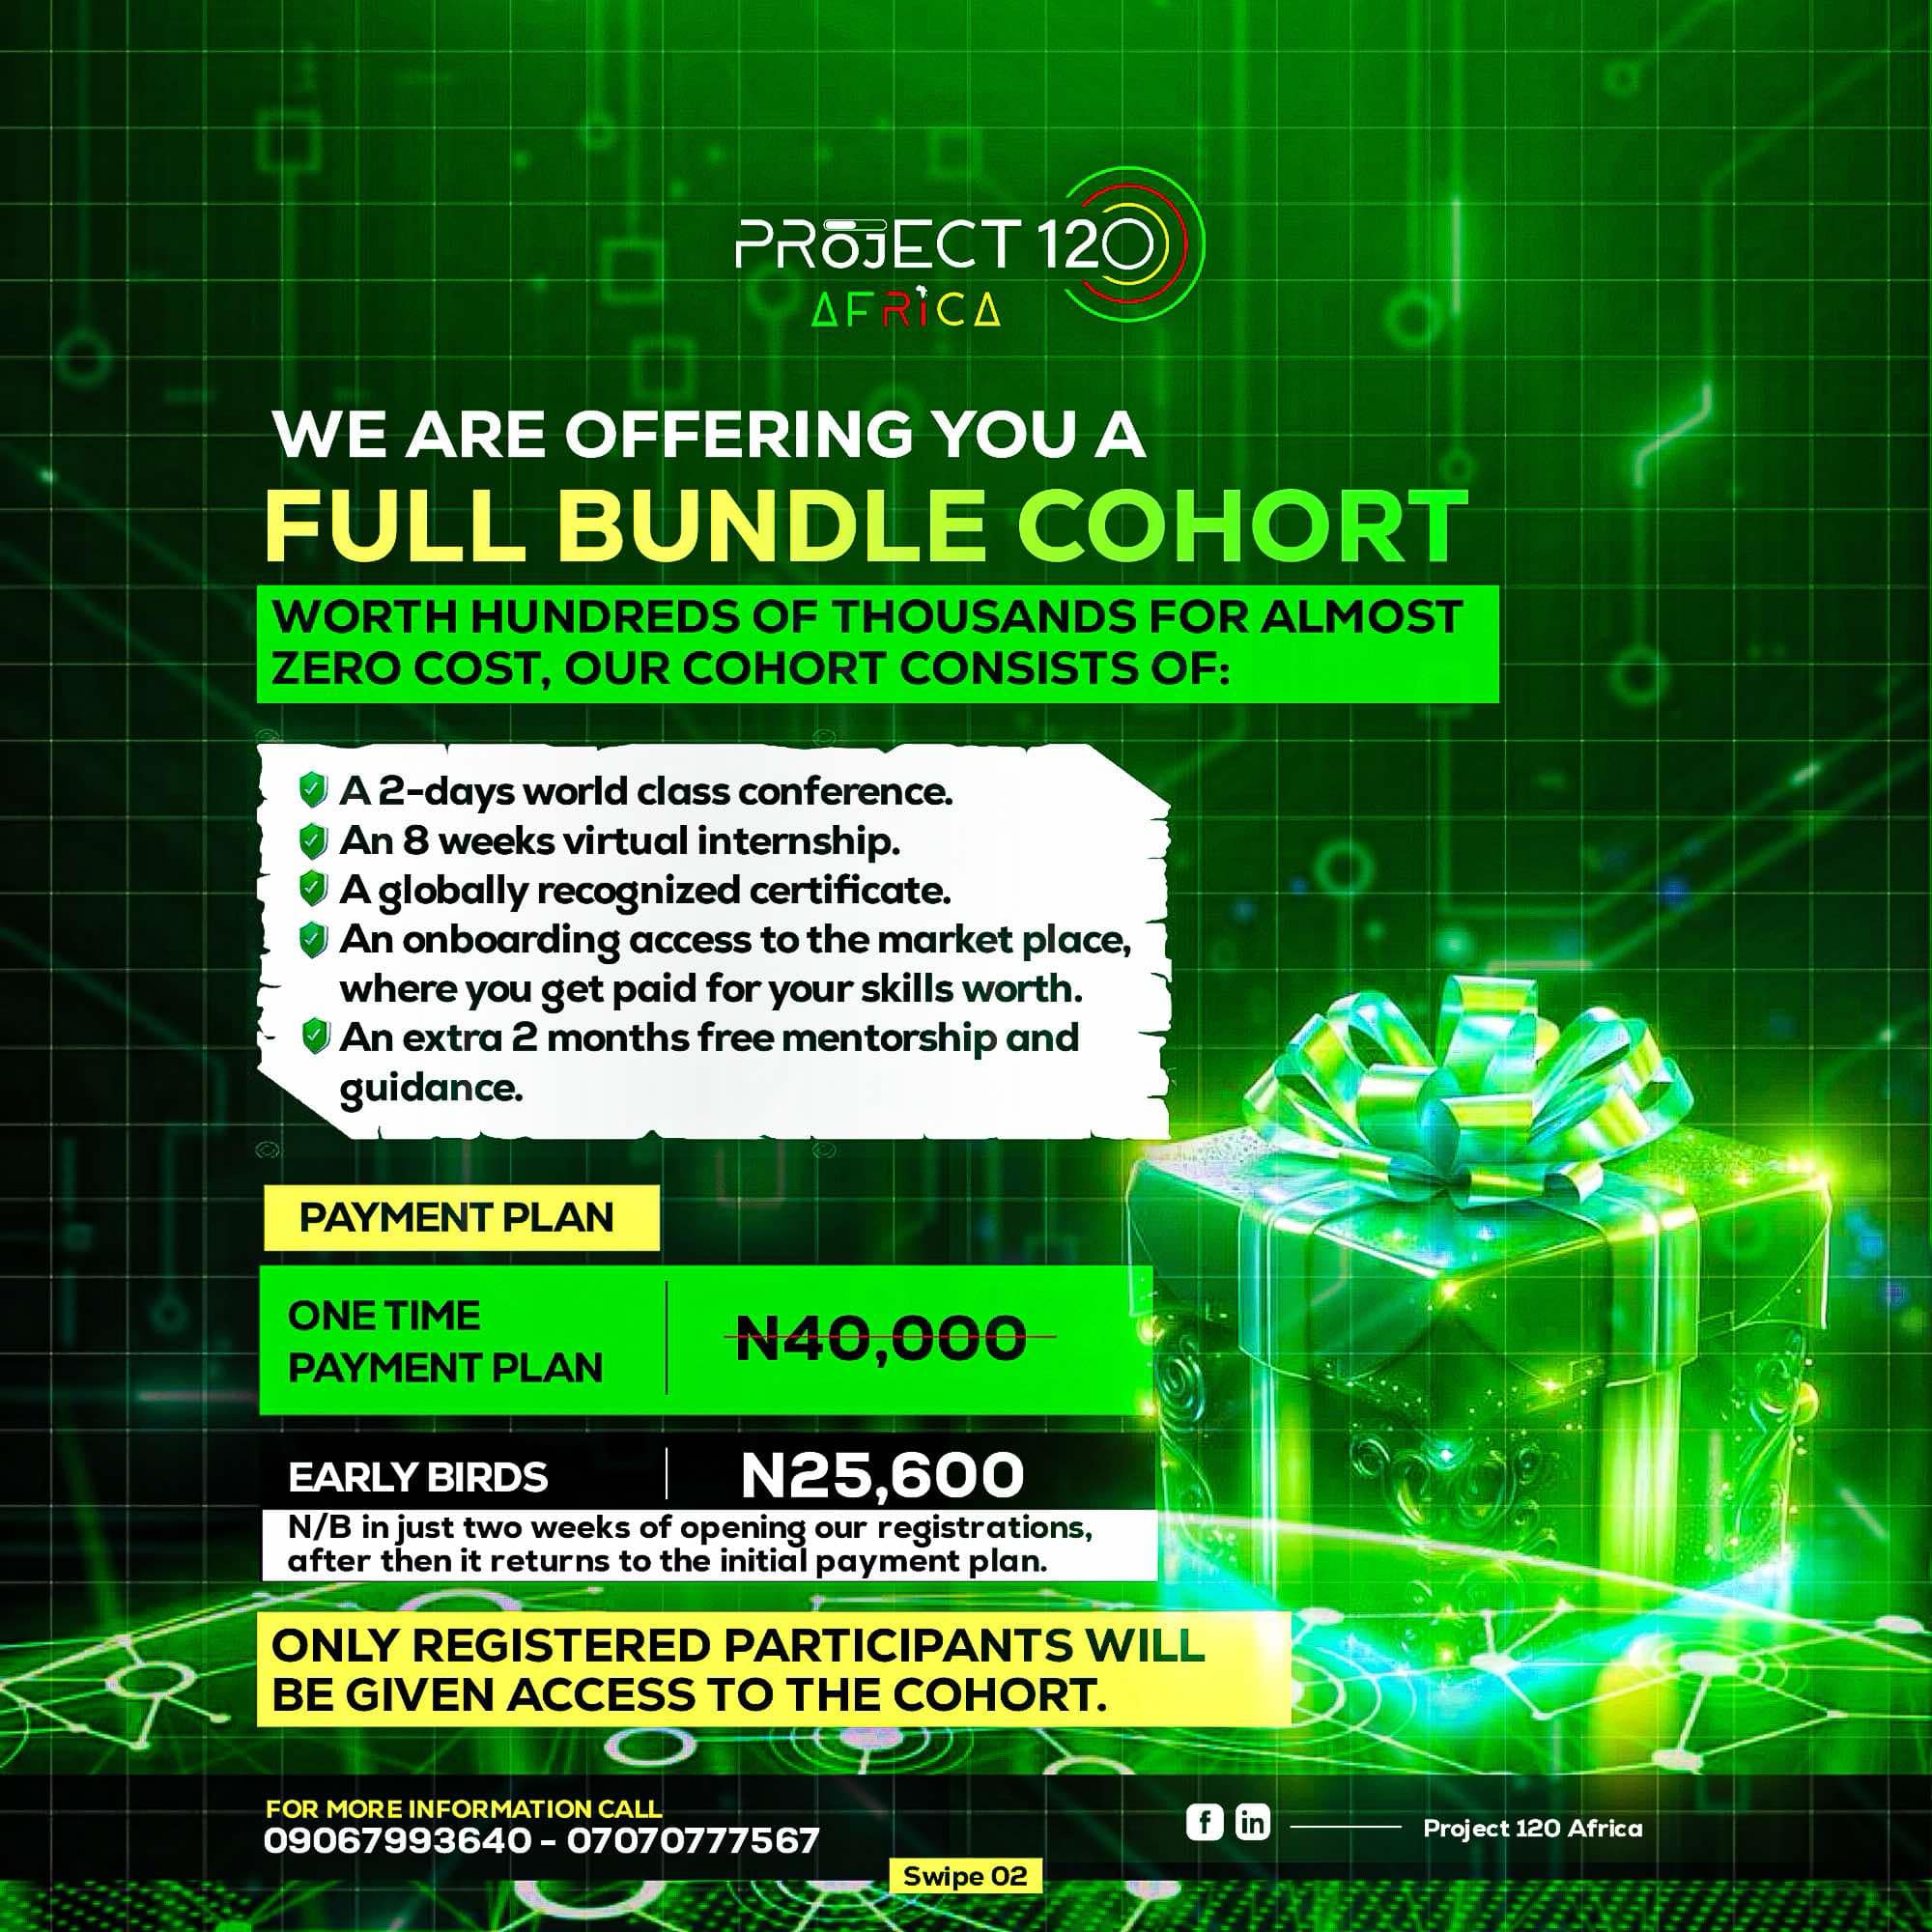 PROJECT 120
AFRICA
WE ARE OFFERING YOU A
FULL BUNDLE COHORT
WORTH HUNDREDS OF THOUSANDS FOR ALMOST
ZERO COST, OUR COHORT CONSISTS OF:
A 2-days world class conference.
An 8 weeks virtual internship.
A globally recognized certificate.
An onboarding access to the market place,
where you get paid for your skills worth.
An extra 2 months free mentorship and
guidance.
PAYMENT PLAN
ONE TIME
PAYMENT PLAN
N40,000
EARLY BIRDS
N25,600
N/B in just two weeks of opening our registrations,
after then it returns to the initial payment plan.
ONLY REGISTERED PARTICIPANTS WILL
BE GIVEN ACCESS TO THE COHORT.
FOR MORE INFORMATION CALL
09067993640 - 07070777567
f in
Project 120 Africa
Swipe 02